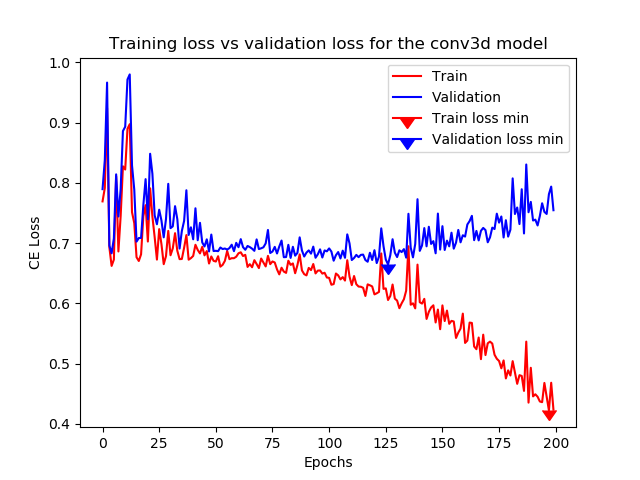 Training loss vs validation loss for the conv3d model
Train
Validation
Train loss min
Validation loss min
CE Loss
1.0
0.9
0.8
0.7
0.6
0.5
0.4
0 25 50 75 100 125 150 175 200
Epochs